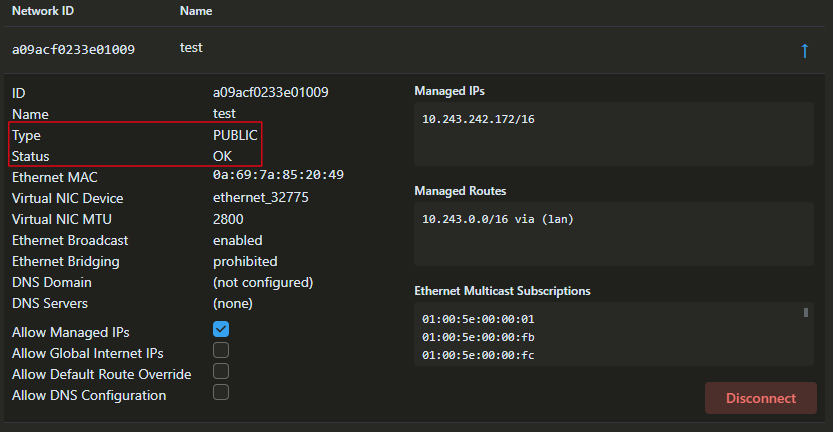 Network ID Name
a09acf0233e01009 test ↑
ID a09acf0233e01009
Name test
Type PUBLIC
Status OK
Ethernet MAC 0a:69:7a:85:20:49
Virtual NIC Device ethernet_32775
Virtual NIC MTU 2800
Ethernet Broadcast enabled
Ethernet Bridging prohibited
DNS Domain (not configured)
DNS Servers (none)
Allow Managed IPs
Allow Global Internet IPs
Allow Default Route Override
Allow DNS Configuration
Managed IPs
10.243.242.172/16
Managed Routes
10.243.0.0/16 via (lan)
Ethernet Multicast Subscriptions
01:00:5e:00:00:01
01:00:5e:00:00:fb
01:00:5e:00:00:fc
Disconnect